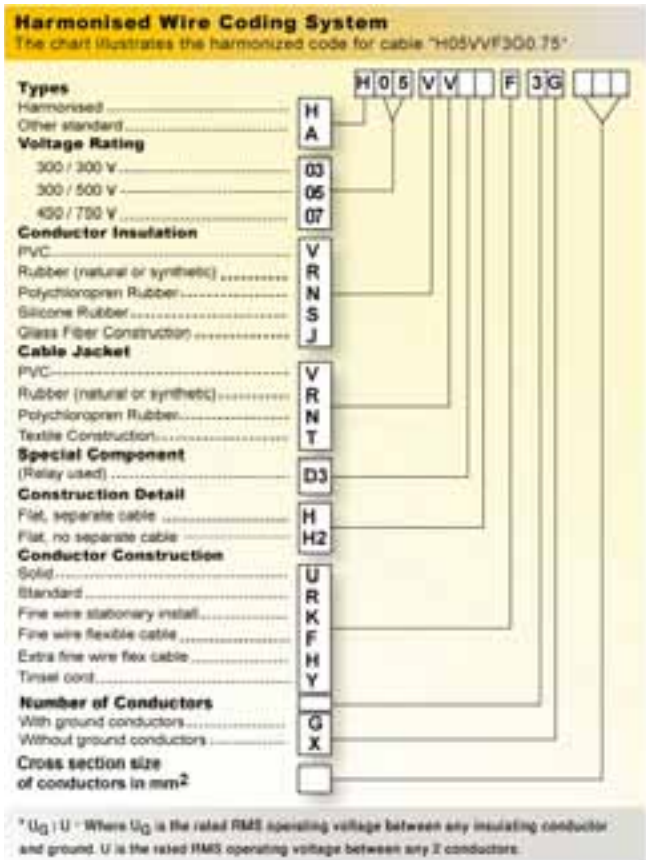 Harmonised Wire Coding System
The chart illustrates the harmonized code for cable "H05VVF3G0.75"
H 0 5 V V F 3 G
Types
Harmonised H
Other standard A
Voltage Rating
300 / 300 V 03
300 / 500 V 05
450 / 750 V 07
Conductor Insulation
PVC V
Rubber (natural or synthetic) R
Polychloropren Rubber N
Silicone Rubber S
Glass Fiber Construction J
Cable Jacket
PVC V
Rubber (natural or synthetic) R
Polychloropren Rubber N
Textile Construction T
Special Component
(Relay used) D3
Construction Detail
Flat, separate cable H
Flat, no separate cable H2
Conductor Construction
Solid U
Standard R
Fine wire stationary install K
Fine wire flexible cable F
Extra fine wire flex cable H
Tinsel cord Y
Number of Conductors
With ground conductors G
Without ground conductors X
Cross section size
of conductors in mm2
* UG : U - Where UG is the rated RMS operating voltage between any insulating conductor
and ground. U is the rated RMS operating voltage between any 2 conductors.